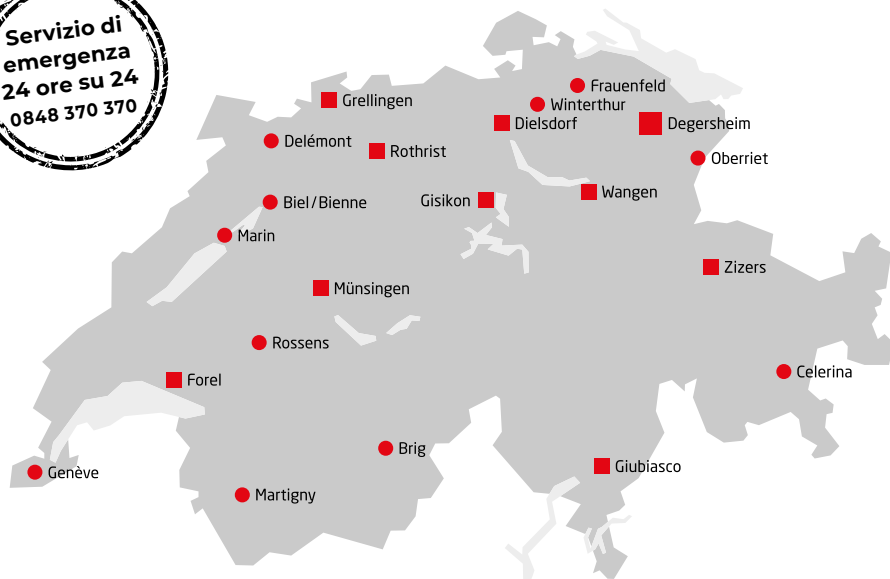 Servizio di
emergenza
24 ore su 24
0848 370 370
Frauenfeld
Grellingen
Winterthur
Dielsdorf
Degersheim
Delémont
Rothrist
Oberriet
Wangen
Gisikon
Biel/Bienne
Marin
Zizers
Münsingen
Rossens
Celerina
Forel
Brig
Giubiasco
Genève
Martigny